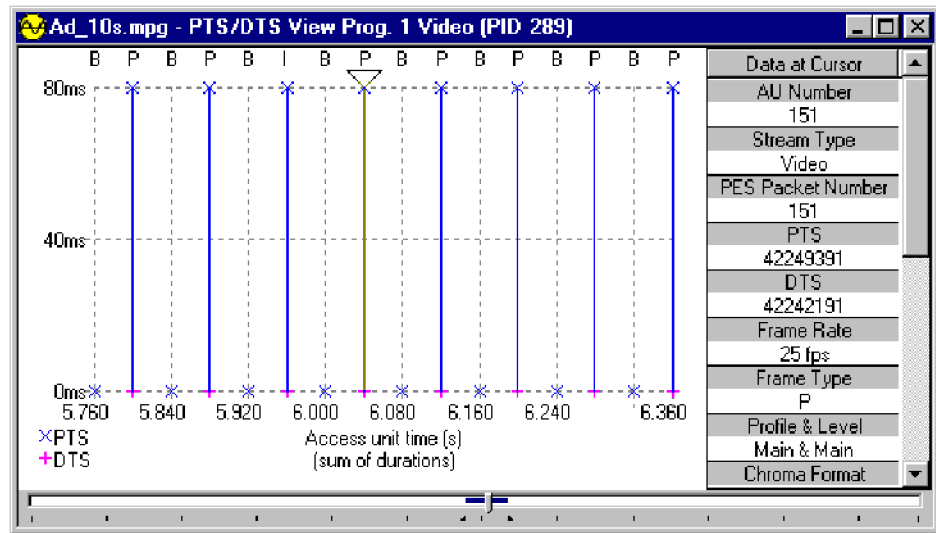 Ad_10s.mpg - PTS/DTS View Prog. 1 Video (PID 289)
B P B P B I B P B P B P B P B P
80ms
40ms
0ms
5.760 5.840 5.920 6.000 6.080 6.160 6.240 6.360
×PTS
+DTS
Access unit time (s)
(sum of durations)
Data at Cursor
AU Number
151
Stream Type
Video
PES Packet Number
151
PTS
42249391
DTS
42242191
Frame Rate
25 fps
Frame Type
P
Profile & Level
Main & Main
Chroma Format